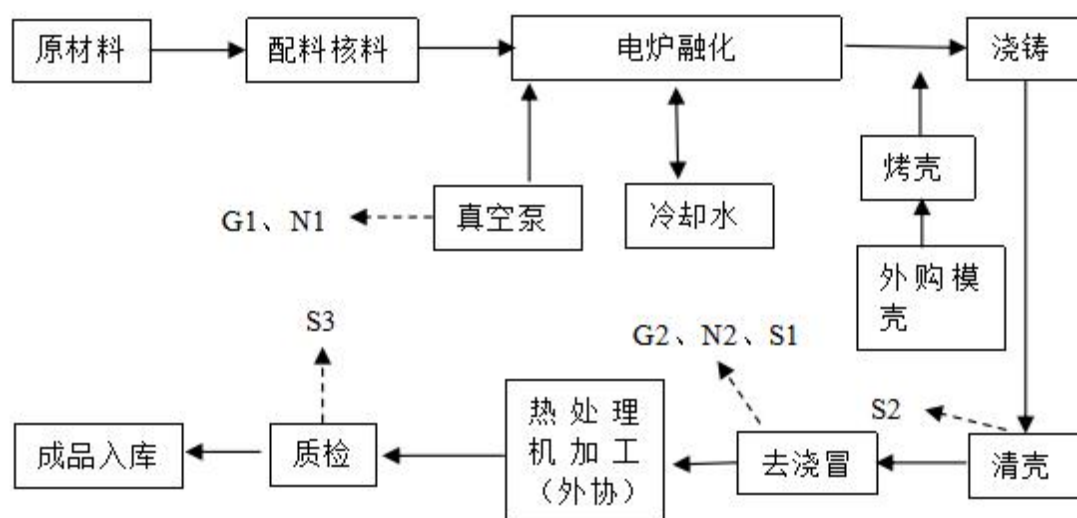 原材料
配料核料
电炉融化
浇铸
烤壳
G1、N1
真空泵
冷却水
外购模
壳
S3
G2、N2、S1
S2
成品入库
质检
热处理
机加工
（外协）
去浇冒
清壳